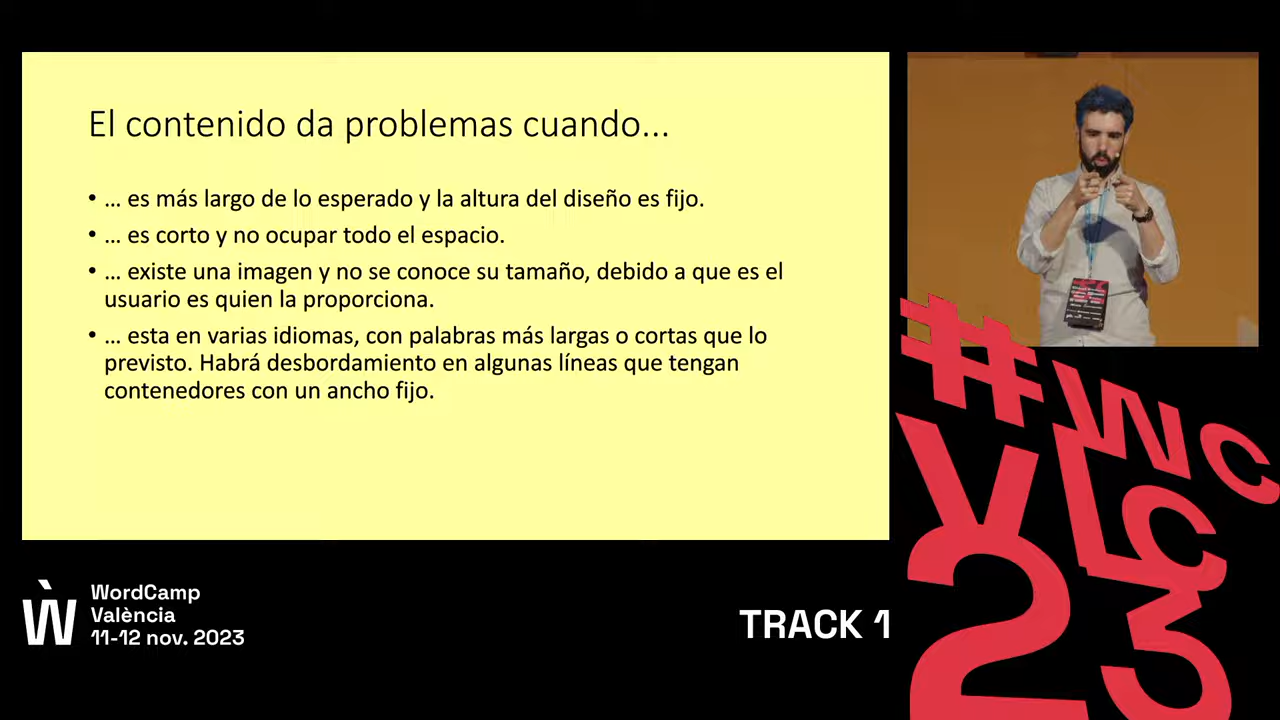 El contenido da problemas cuando...
• ... es más largo de lo esperado y la altura del diseño es fijo.
• ... es corto y no ocupar todo el espacio.
• ... existe una imagen y no se conoce su tamaño, debido a que es el
usuario es quien la proporciona.
• ... esta en varias idiomas, con palabras más largas o cortas que lo
previsto. Habrá desbordamiento en algunas líneas que tengan
contenedores con un ancho fijo.
#WC
VLC
23
Ẁ
WordCamp
València
11-12 nov. 2023
TRACK 1